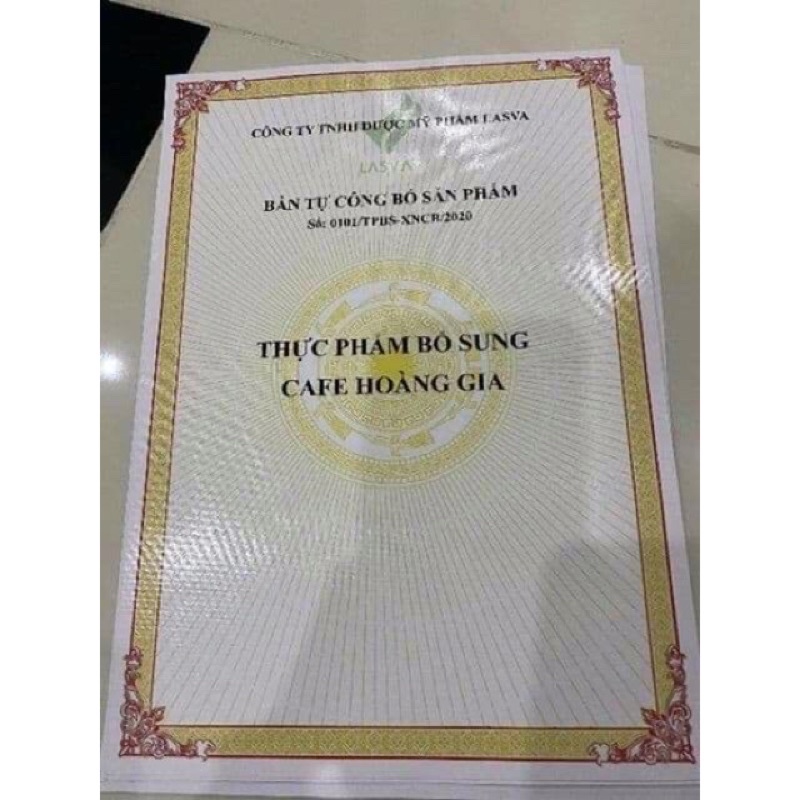 CÔNG TY TNHH DƯỢC MỸ PHẨM LASVA
LASVA
BẢN TỰ CÔNG BỐ SẢN PHẨM
Số: 0101/TPBS-XNCB/2020
THỰC PHẨM BỔ SUNG
CAFE HOÀNG GIA